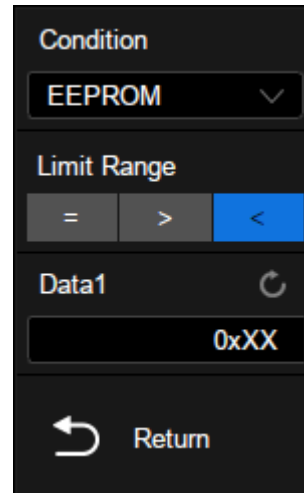 Condition
EEPROM
Limit Range
= > <
Data1
0xXX
Return